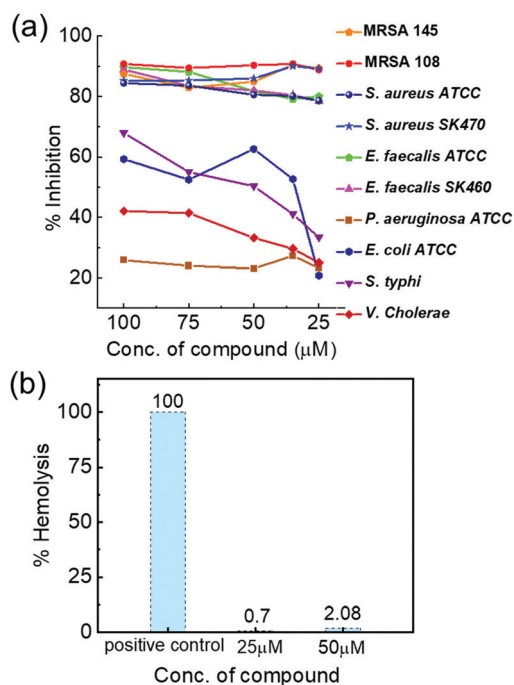 (a)
MRSA 145
MRSA 108
S. aureus ATCC
S. aureus SK470
E. faecalis ATCC
E. faecalis SK460
P. aeruginosa ATCC
E. coli ATCC
S. typhi
V. Cholerae
% Inhibition
100
80
60
40
20
100 75 50 25
Conc. of compound (μM)
(b)
% Hemolysis
100
75
50
25
0
100
0.7
2.08
positive control 25μM 50μM
Conc. of compound